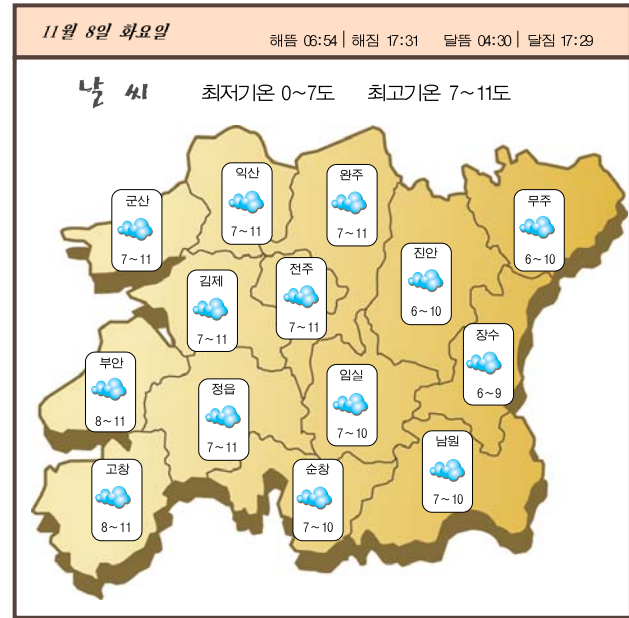 11월 8일 화요일
해뜸 06:54 | 해짐 17:31 달뜸 04:30 | 달짐 17:29
날씨 최저기온 0~7도 최고기온 7~11도
군산
7~11
익산
7~11
완주
7~11
무주
6~10
김제
7~11
전주
7~11
진안
6~10
장수
6~9
부안
8~11
정읍
7~11
임실
7~10
남원
7~10
고창
8~11
순창
7~10